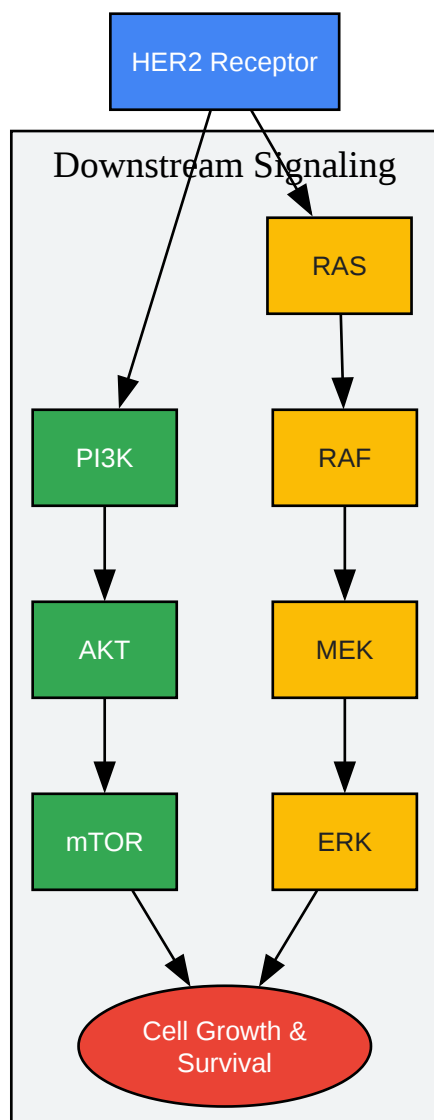 HER2 Receptor
Downstream Signaling
RAS
PI3K
RAF
AKT
MEK
mTOR
ERK
Cell Growth &
Survival